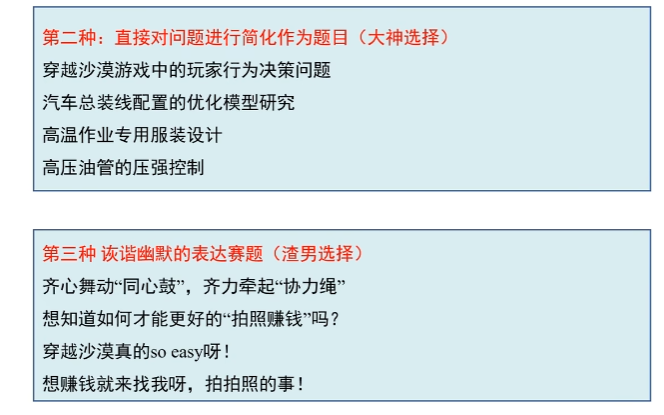 第二种：直接对问题进行简化作为题目（大神选择）
穿越沙漠游戏中的玩家行为决策问题
汽车总装线配置的优化模型研究
高温作业专用服装设计
高压油管的压强控制
第三种 诙谐幽默的表达赛题（渣男选择）
齐心舞动“同心鼓”，齐力牵起“协力绳”
想知道如何才能更好的“拍照赚钱”吗？
穿越沙漠真的so easy呀！
想赚钱就来找我呀，拍拍照的事！